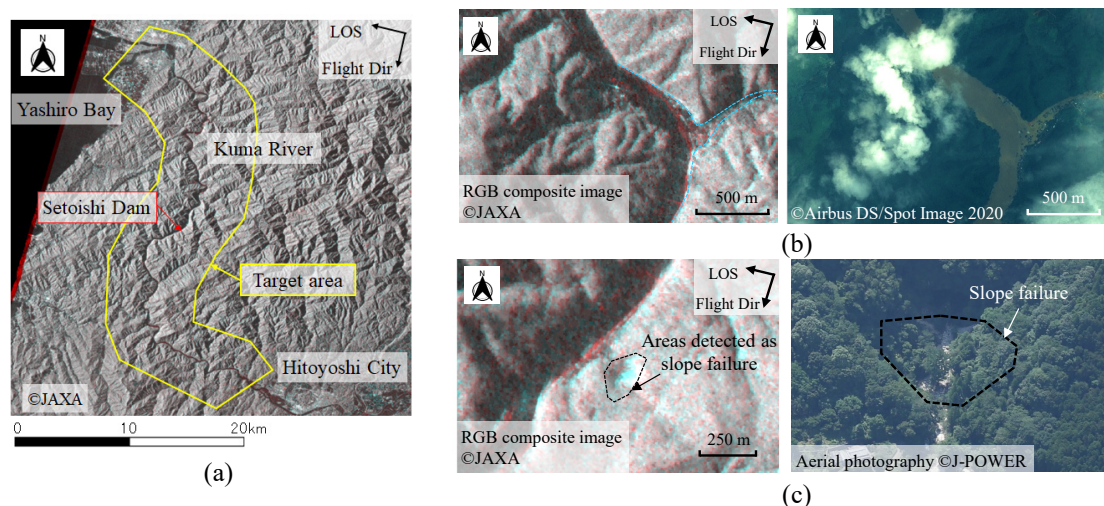 N
LOS
Flight Dir
Yashiro Bay
Kuma River
Setoishi Dam
Target area
Hitoyoshi City
©JAXA
0
10
20km
(a)
N
LOS
Flight Dir
RGB composite image
©JAXA
500 m
N
©Airbus DS/Spot Image 2020
500 m
(b)
N
LOS
Flight Dir
Areas detected as
slope failure
RGB composite image
©JAXA
250 m
Slope failure
Aerial photography ©J-POWER
(c)